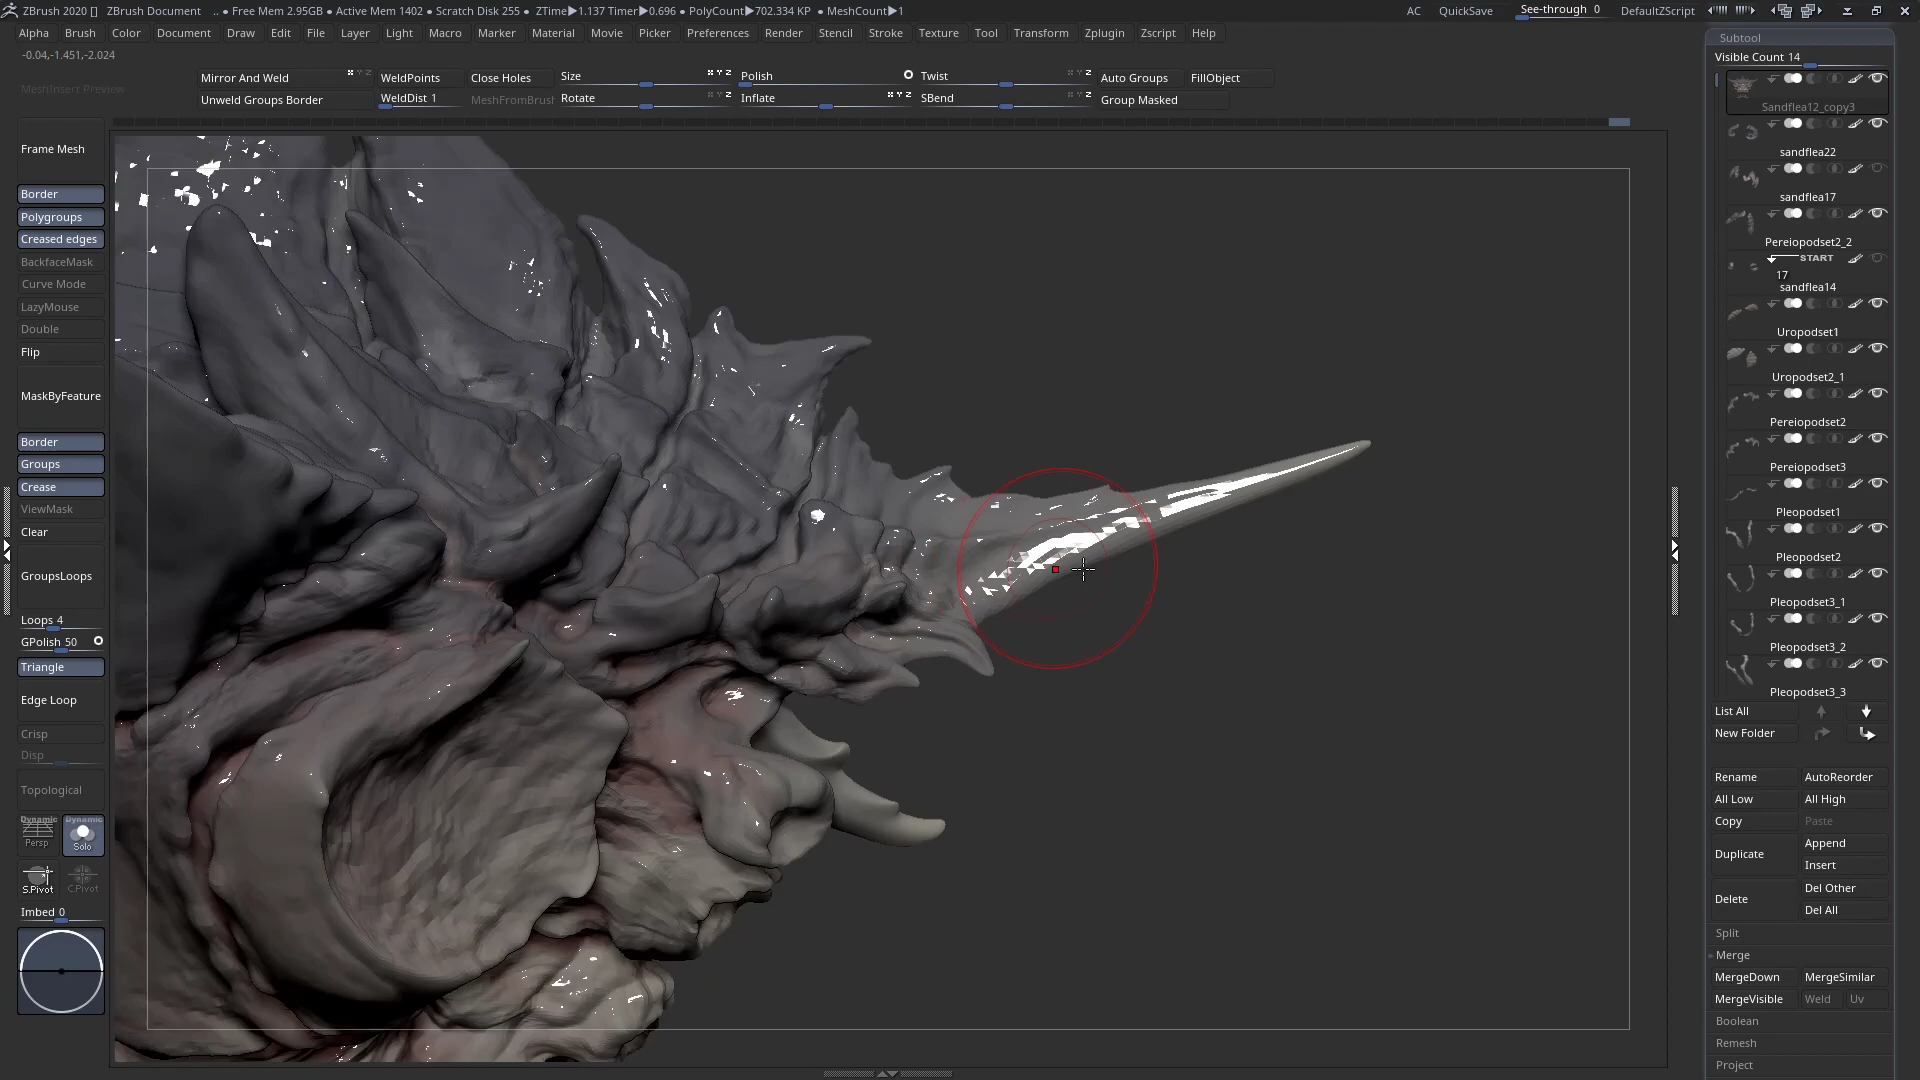 ZBrush 2020 [] ZBrush Document .. • Free Mem 2.95GB • Active Mem 1402 • Scratch Disk 255 • ZTime▶1.137 Timer▶0.696 • PolyCount▶702.334 KP • MeshCount▶1 AC QuickSave See-through 0 DefaultZScript
Alpha Brush Color Document Draw Edit File Layer Light Macro Marker Material Movie Picker Preferences Render Stencil Stroke Texture Tool Transform Zplugin Zscript Help
-0.04,-1.451,-2.024
MeshInsert Preview
Mirror And Weld WeldPoints Close Holes Size Polish Twist Auto Groups FillObject
Unweld Groups Border WeldDist 1 MeshFromBrush Rotate Inflate SBend Group Masked
Frame Mesh
Border
Polygroups
Creased edges
BackfaceMask
Curve Mode
LazyMouse
Double
Flip
MaskByFeature
Border
Groups
Crease
ViewMask
Clear
GroupsLoops
Loops 4
GPolish 50
Triangle
Edge Loop
Crisp
Disp
Topological
Dynamic Dynamic
Persp Solo
S.Pivot C.Pivot
Imbed 0
Subtool
Visible Count 14
Sandflea12_copy3
sandflea22
sandflea17
Pereiopodset2_2
START
17
sandflea14
Uropodset1
Uropodset2_1
Pereiopodset2
Pereiopodset3
Pleopodset1
Pleopodset2
Pleopodset3_1
Pleopodset3_2
Pleopodset3_3
List All
New Folder
Rename AutoReorder
All Low All High
Copy Paste
Duplicate Append
Insert
Delete Del Other
Del All
Split
Merge
MergeDown MergeSimilar
MergeVisible Weld Uv
Boolean
Remesh
Project